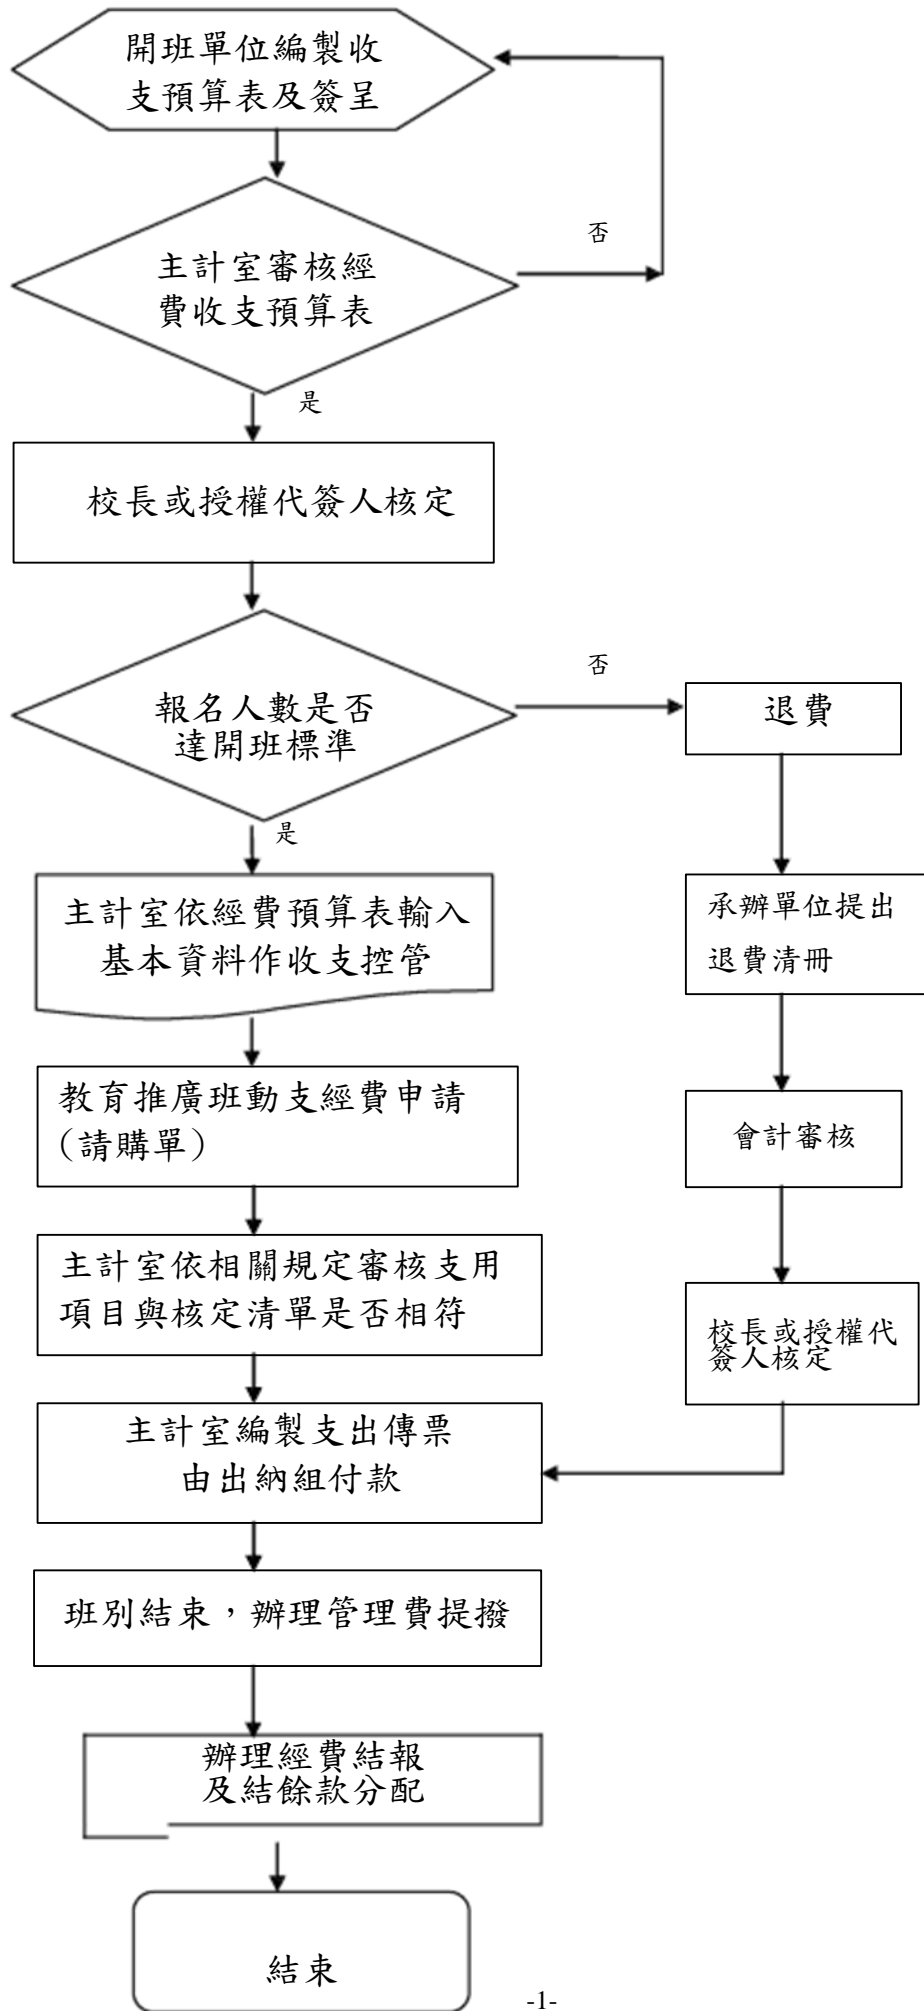 開班單位編製收
支預算表及簽呈
否
主計室審核經
費收支預算表
是
校長或授權代簽人核定
否
報名人數是否
達開班標準
退費
是
主計室依經費預算表輸入
基本資料作收支控管
承辦單位提出
退費清冊
教育推廣班動支經費申請
(請購單)
會計審核
主計室依相關規定審核支用
項目與核定清單是否相符
校長或授權代
簽人核定
主計室編製支出傳票
由出納組付款
班別結束，辦理管理費提撥
辦理經費結報
及結餘款分配
結束
-1-